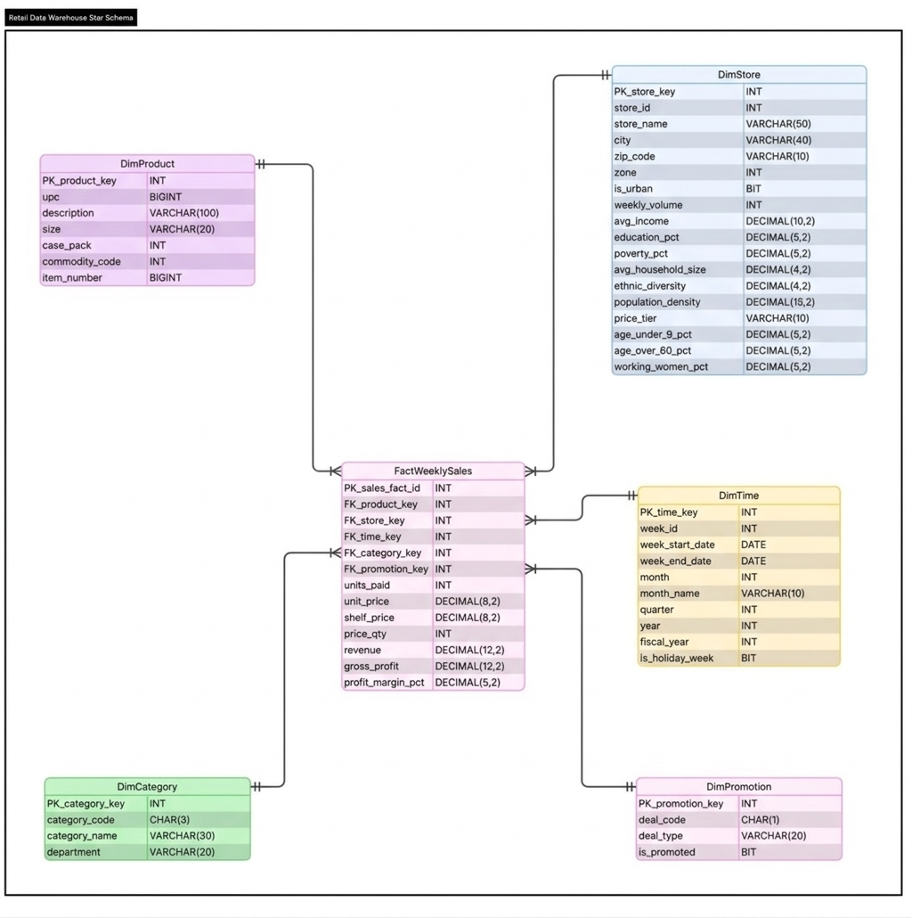 Retail Date Warehouse Star Schema
DimProduct
PK_product_key INT
upc BIGINT
description VARCHAR(100)
size VARCHAR(20)
case_pack INT
commodity_code INT
item_number BIGINT
DimStore
PK_store_key INT
store_id INT
store_name VARCHAR(50)
city VARCHAR(40)
zip_code VARCHAR(10)
zone INT
is_urban BIT
weekly_volume INT
avg_income DECIMAL(10,2)
education_pct DECIMAL(5,2)
poverty_pct DECIMAL(5,2)
avg_household_size DECIMAL(4,2)
ethnic_diversity DECIMAL(4,2)
population_density DECIMAL(15,2)
price_tier VARCHAR(10)
age_under_9_pct DECIMAL(5,2)
age_over_60_pct DECIMAL(5,2)
working_women_pct DECIMAL(5,2)
FactWeeklySales
PK_sales_fact_id INT
FK_product_key INT
FK_store_key INT
FK_time_key INT
FK_category_key INT
FK_promotion_key INT
units_paid INT
unit_price DECIMAL(8,2)
shelf_price DECIMAL(8,2)
price_qty INT
revenue DECIMAL(12,2)
gross_profit DECIMAL(12,2)
profit_margin_pct DECIMAL(5,2)
DimTime
PK_time_key INT
week_id INT
week_start_date DATE
week_end_date DATE
month INT
month_name VARCHAR(10)
quarter INT
year INT
fiscal_year INT
is_holiday_week BIT
DimCategory
PK_category_key INT
category_code CHAR(3)
category_name VARCHAR(30)
department VARCHAR(20)
DimPromotion
PK_promotion_key INT
deal_code CHAR(1)
deal_type VARCHAR(20)
is_promoted BIT